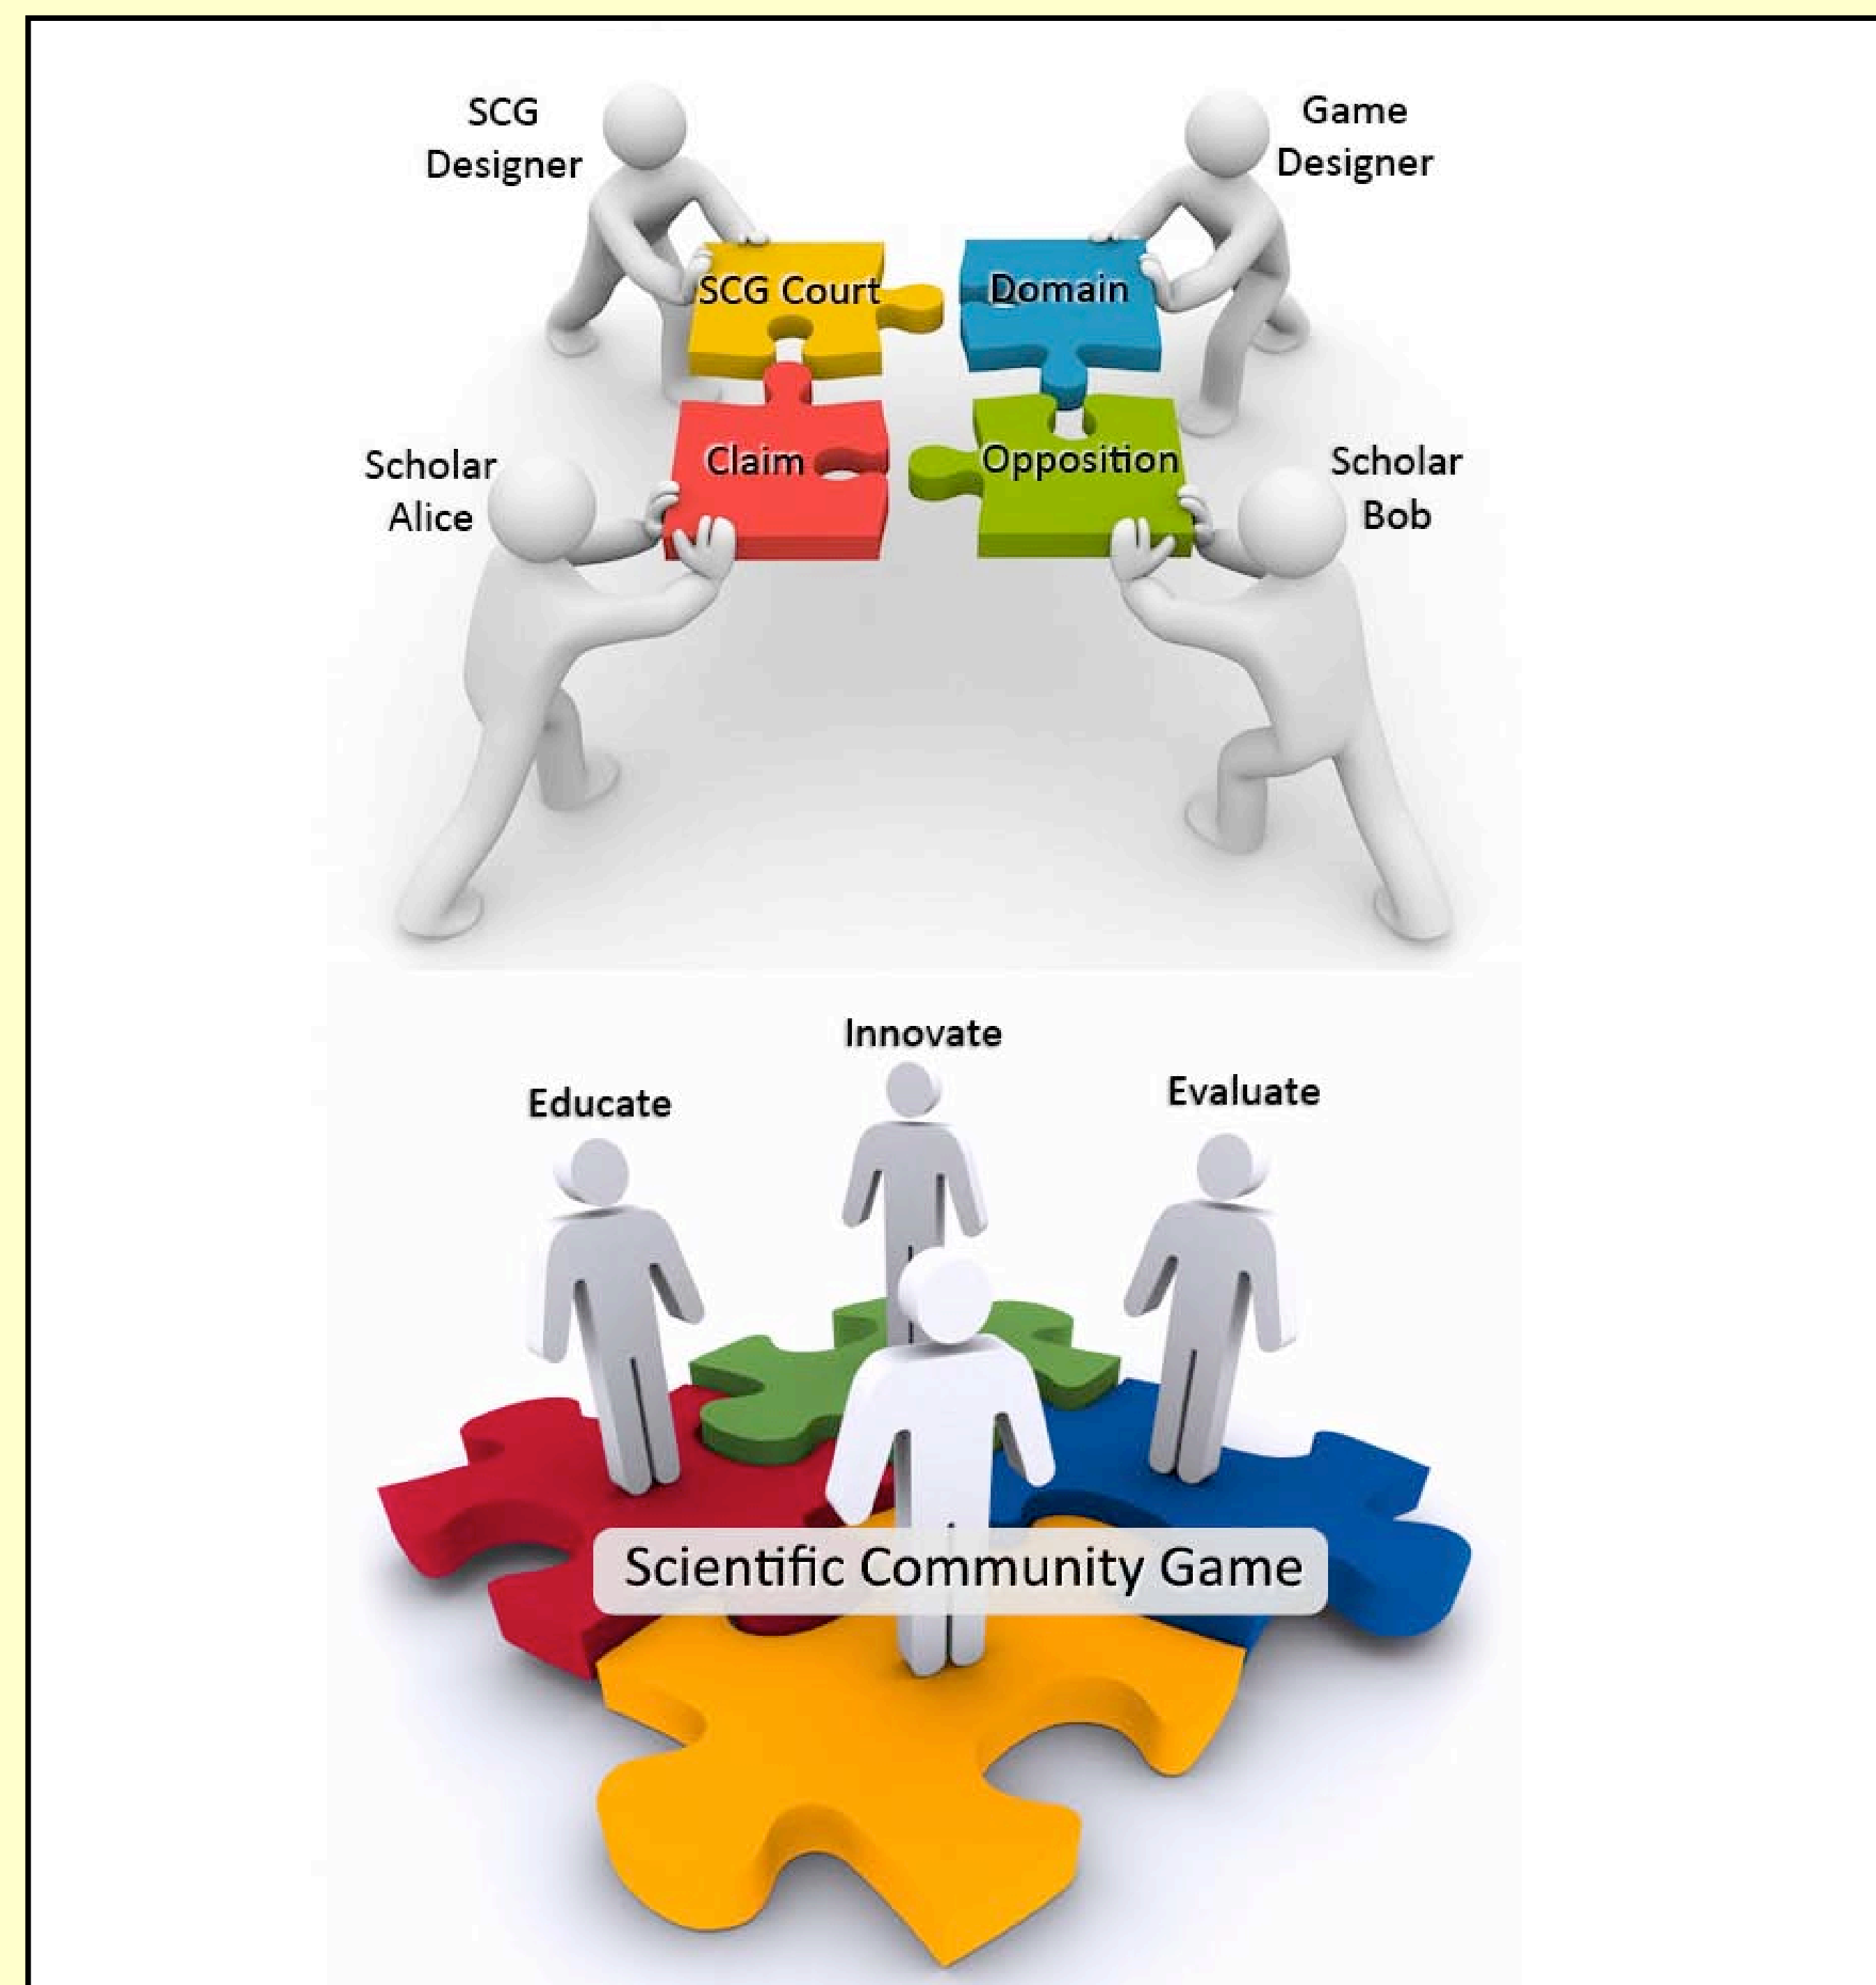 SCG
Designer
Game
Designer
SCG Court
Domain
Scholar
Alice
Claim
Opposition
Scholar
Bob
Innovate
Educate
Evaluate
Scientific Community Game